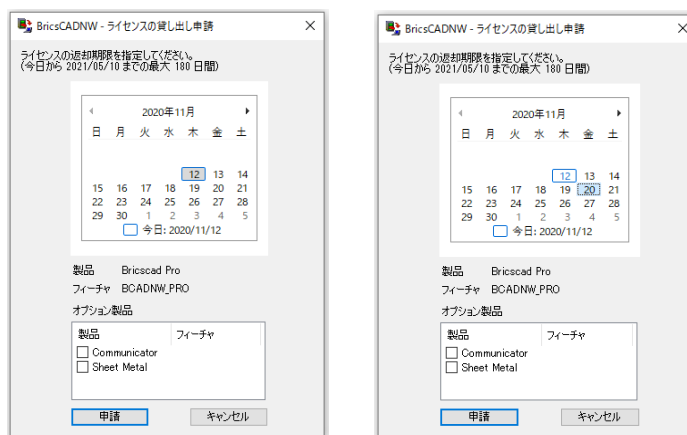 BricsCADNW - ライセンスの貸し出し申請
ライセンスの返却期限を指定してください。
(今日から 2021/05/10 までの最大 180 日間)
2020年11月
日 月 火 水 木 金 土
12 13 14
15 16 17 18 19 20 21
22 23 24 25 26 27 28
29 30 1 2 3 4 5
今日: 2020/11/12
製品 Bricscad Pro
フィーチャ BCADNW_PRO
オプション製品
製品 フィーチャ
Communicator
Sheet Metal
申請 キャンセル
BricsCADNW - ライセンスの貸し出し申請
ライセンスの返却期限を指定してください。
(今日から 2021/05/10 までの最大 180 日間)
2020年11月
日 月 火 水 木 金 土
12 13 14
15 16 17 18 19 20 21
22 23 24 25 26 27 28
29 30 1 2 3 4 5
今日: 2020/11/12
製品 Bricscad Pro
フィーチャ BCADNW_PRO
オプション製品
製品 フィーチャ
Communicator
Sheet Metal
申請 キャンセル